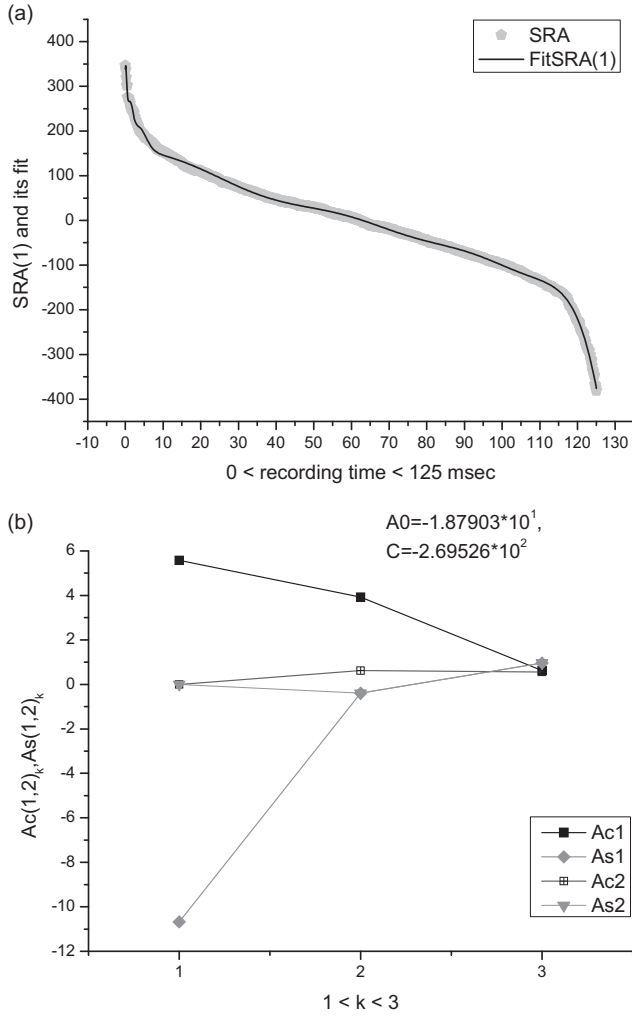 (a)
SRA
FitSRA(1)
SRA(1) and its fit
400
300
200
100
0
-100
-200
-300
-400
-10 0 10 20 30 40 50 60 70 80 90 100 110 120 130
0 < recording time < 125 msec
(b)
A0=-1.87903*10^1,
C=-2.69526*10^2
Ac(1,2)_k,As(1,2)_k
6
4
2
0
-2
-4
-6
-8
-10
-12
Ac1
As1
Ac2
As2
1 2 3
1 < k < 3